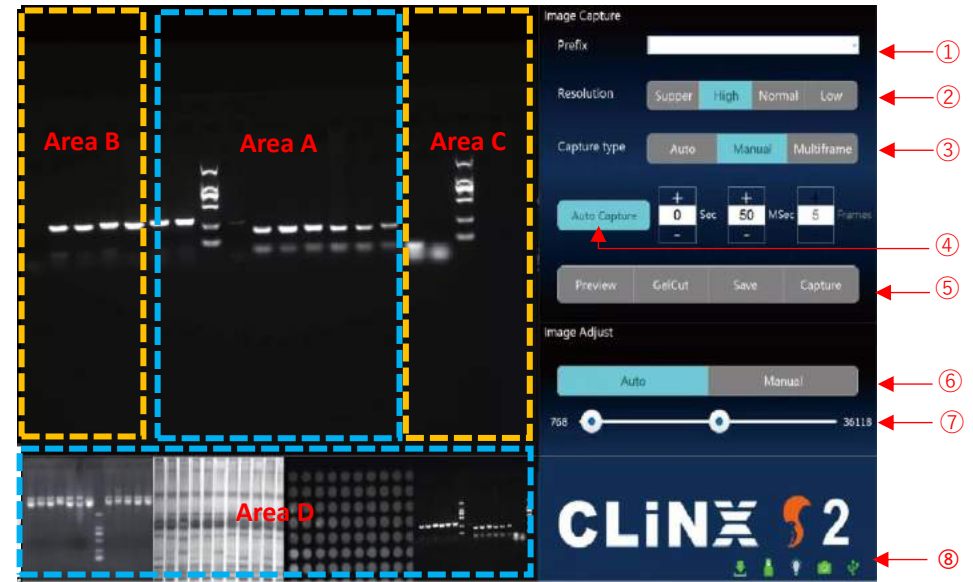 Image Capture
Prefix
①
Resolution Supper High Normal Low
②
Area B Area A Area C
Capture type Auto Manual Multiframe
③
Auto Capture + 0 - Sec + 50 - MSec + 5 - Frames
④
Preview GelCut Save Capture
⑤
Image Adjust
Auto Manual
⑥
768 36118
⑦
Area D
CLiNX S 2
⑧